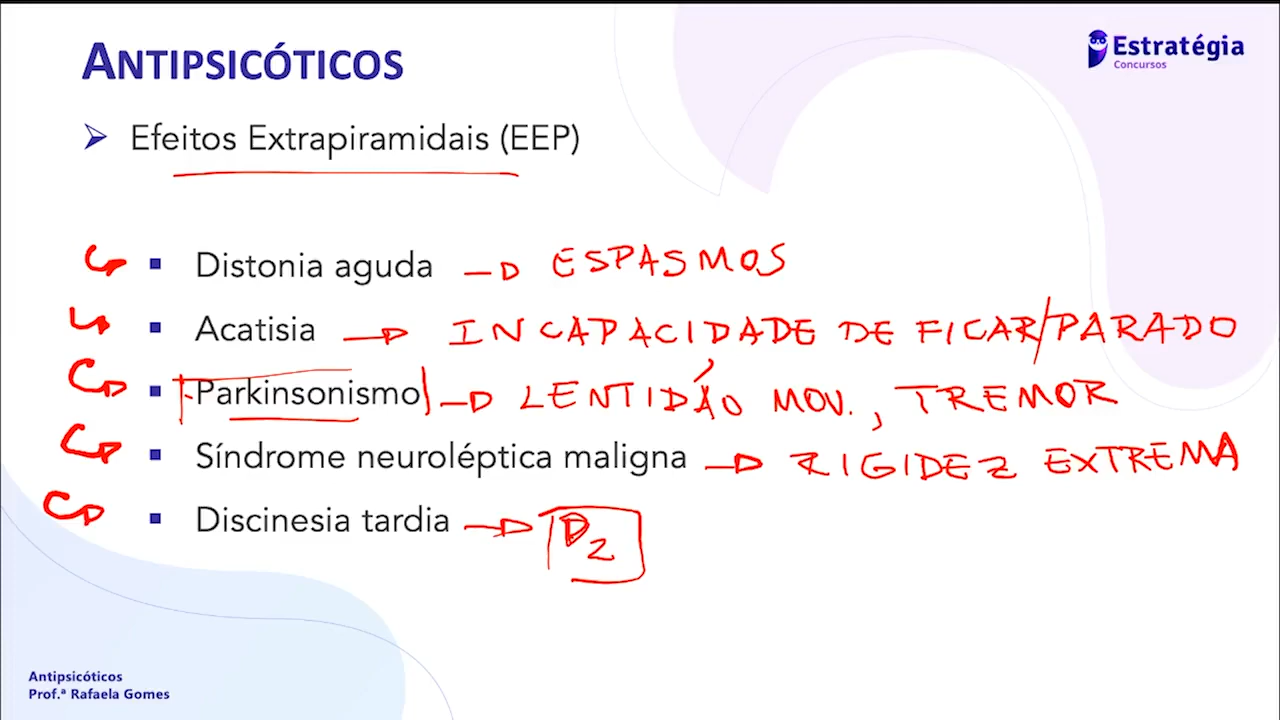 ANTIPSICÓTICOS
Estratégia
Concursos
Efeitos Extrapiramidais (EEP)
Distonia aguda → ESPASMOS
Acatisia → INCAPACIDADE DE FICAR/PARADO
Parkinsonismo → LENTIDÃO MOV., TREMOR
Síndrome neuroléptica maligna → RIGIDEZ EXTREMA
Discinesia tardia → D2
Antipsicóticos
Prof.ª Rafaela Gomes